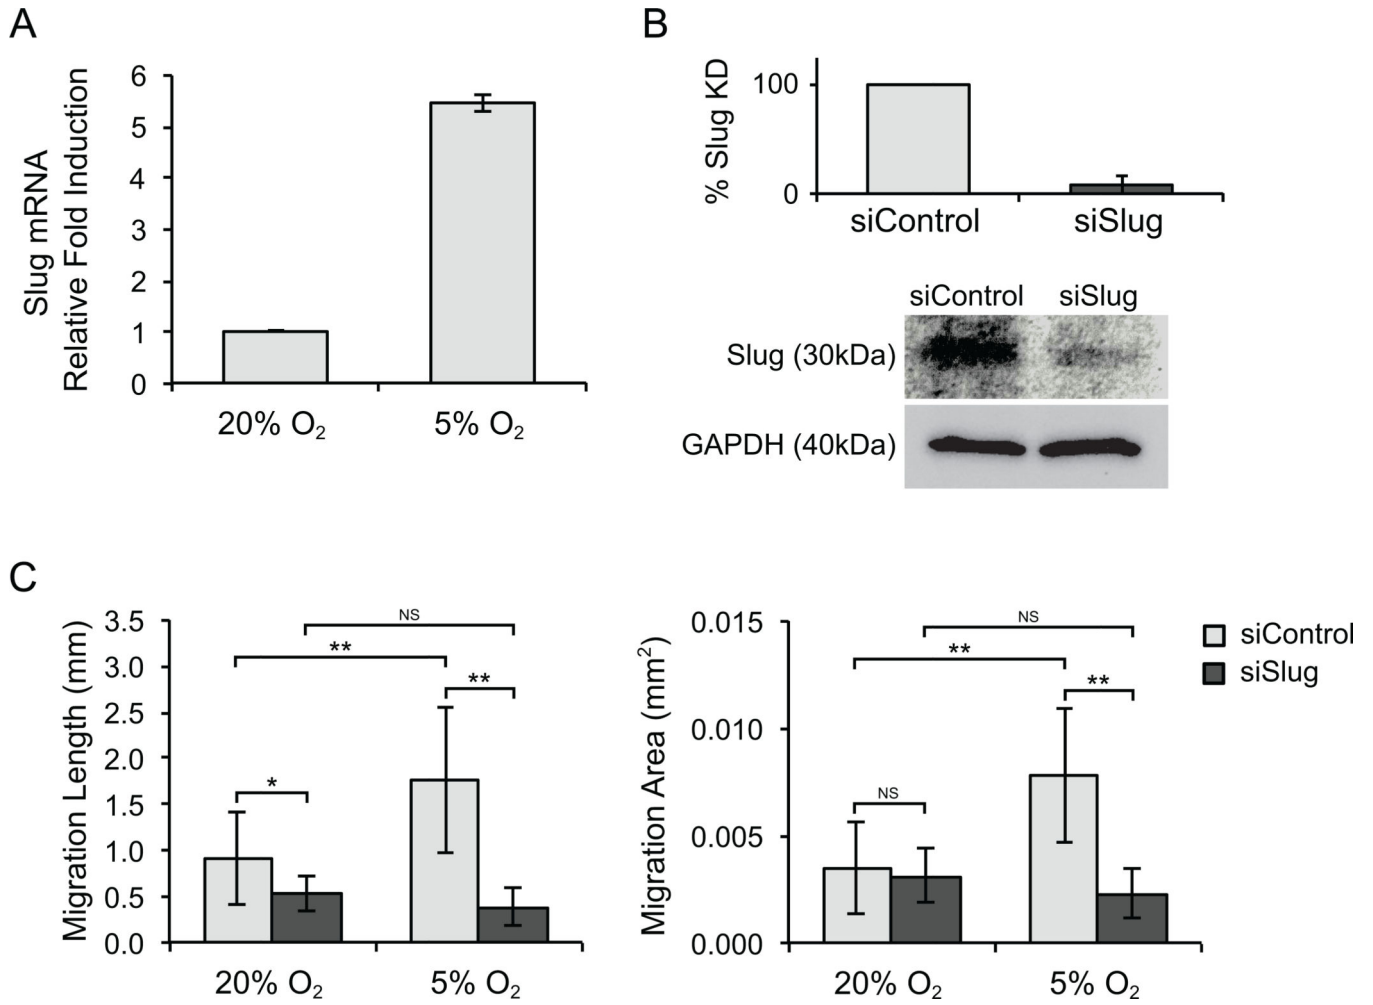 A
Slug mRNA
Relative Fold Induction
6
5
4
3
2
1
0
20% O2
5% O2
B
% Slug KD
100
0
siControl
siSlug
siControl
siSlug
Slug (30kDa)
GAPDH (40kDa)
C
Migration Length (mm)
3.5
3.0
2.5
2.0
1.5
1.0
0.5
0.0
NS
**
**
*
20% O2
5% O2
Migration Area (mm2)
0.015
0.010
0.005
0.000
NS
**
**
NS
20% O2
5% O2
siControl
siSlug